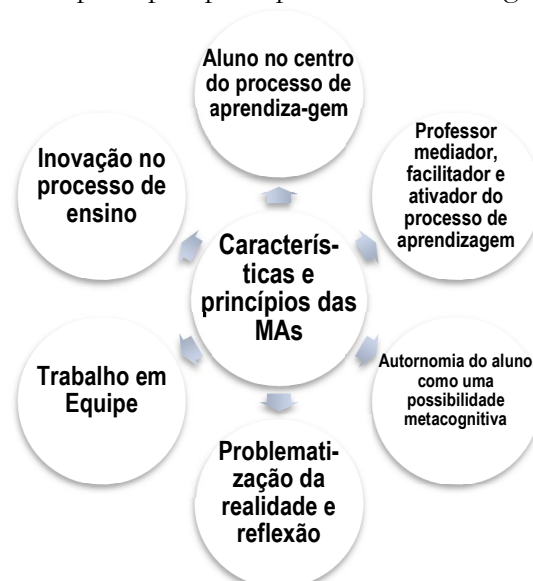 Aluno no centro
do processo de
aprendiza-gem
Professor
mediador,
facilitador e
ativador do
processo de
aprendizagem
Inovação no
processo de
ensino
Caracterís-
ticas e
princípios das
MAs
Autornomia do aluno
como uma
possibilidade
metacognitiva
Trabalho em
Equipe
Problemati-
zação da
realidade e
reflexão